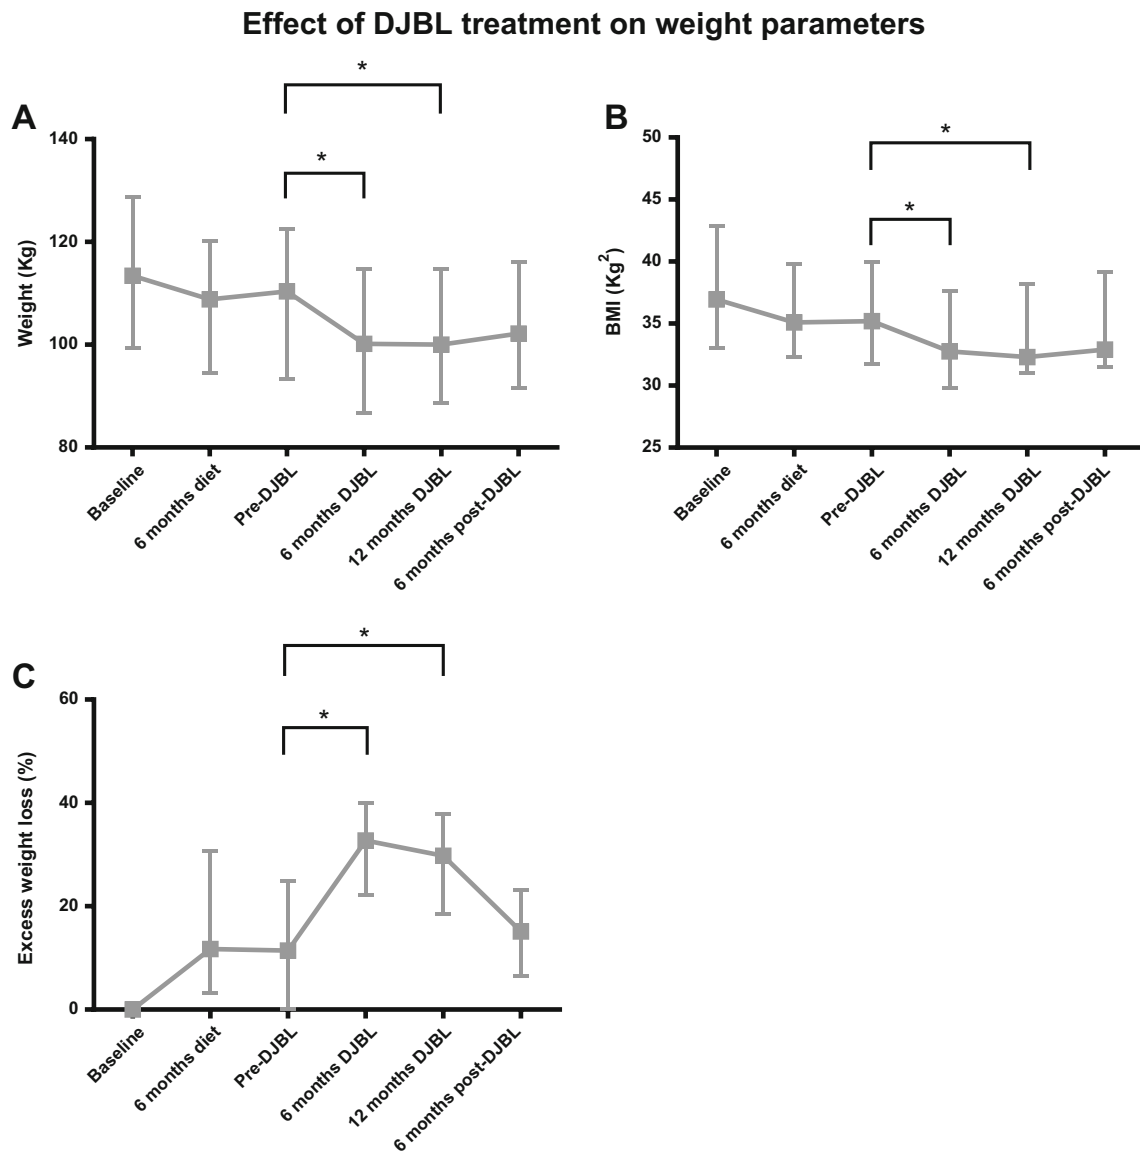 Effect of DJBL treatment on weight parameters
A
*
*
140
120
100
80
Weight (Kg)
Baseline
6 months diet
Pre-DJBL
6 months DJBL
12 months DJBL
6 months post-DJBL
B
*
*
50
45
40
35
30
25
BMI (Kg²)
Baseline
6 months diet
Pre-DJBL
6 months DJBL
12 months DJBL
6 months post-DJBL
C
*
*
60
40
20
0
Excess weight loss (%)
Baseline
6 months diet
Pre-DJBL
6 months DJBL
12 months DJBL
6 months post-DJBL